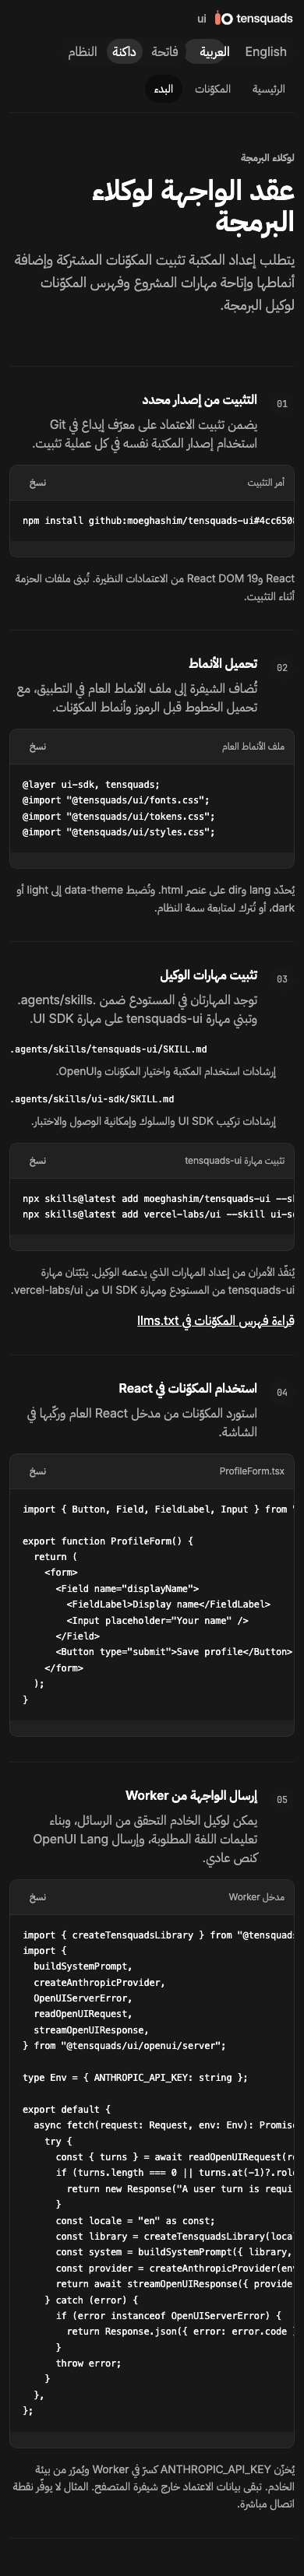 tensquads ui
English العربية فاتحة داكنة النظام
الرئيسية المكوّنات البدء
لوكلاء البرمجة
عقد الواجهة لوكلاء
البرمجة
يتطلب إعداد المكتبة تثبيت المكوّنات المشتركة وإضافة
أنماطها وإتاحة مهارات المشروع وفهرس المكوّنات
لوكيل البرمجة.
01
التثبيت من إصدار محدد
يضمن تثبيت الاعتماد على معرّف إيداع في Git
استخدام إصدار المكتبة نفسه في كل عملية تثبيت.
أمر التثبيت نسخ
npm install github:moeghashim/tensquads-ui#4cc650
React وReact DOM 19 من الاعتمادات النظيرة. تُبنى ملفات الحزمة
أثناء التثبيت.
02
تحميل الأنماط
تُضاف الشيفرة إلى ملف الأنماط العام في التطبيق، مع
تحميل الخطوط قبل الرموز وأنماط المكوّنات.
ملف الأنماط العام نسخ
@layer ui-sdk, tensquads;
@import "@tensquads/ui/fonts.css";
@import "@tensquads/ui/tokens.css";
@import "@tensquads/ui/styles.css";
يُحدّد lang وdir على عنصر html. وتُضبط data-theme إلى light أو
dark، أو تُترك لمتابعة سمة النظام.
03
تثبيت مهارات الوكيل
توجد المهارتان في المستودع ضمن .agents/skills.
وتبني مهارة tensquads-ui على مهارة UI SDK.
.agents/skills/tensquads-ui/SKILL.md
إرشادات استخدام المكتبة واختيار المكوّنات وOpenUI.
.agents/skills/ui-sdk/SKILL.md
إرشادات تركيب UI SDK والسلوك وإمكانية الوصول والاختبار.
تثبيت مهارة tensquads-ui نسخ
npx skills@latest add moeghashim/tensquads-ui --sk
npx skills@latest add vercel-labs/ui --skill ui-s
يُنفّذ الأمران من إعداد المهارات الذي يدعمه الوكيل. يثبّتان مهارة
tensquads-ui من المستودع ومهارة UI SDK من vercel-labs/ui.
قراءة فهرس المكوّنات في llms.txt
04
استخدام المكوّنات في React
استورد المكوّنات من مدخل React العام وركّبها في
الشاشة.
ProfileForm.tsx نسخ
import { Button, Field, FieldLabel, Input } from "
export function ProfileForm() {
return (
<form>
<Field name="displayName">
<FieldLabel>Display name</FieldLabel>
<Input placeholder="Your name" />
</Field>
<Button type="submit">Save profile</Button>
</form>
);
}
05
إرسال الواجهة من Worker
يمكن لوكيل الخادم التحقق من الرسائل، وبناء
تعليمات اللغة المطلوبة، وإرسال OpenUI Lang
كنص عادي.
مدخل Worker نسخ
import { createTensquadsLibrary } from "@tensquads
import {
buildSystemPrompt,
createAnthropicProvider,
OpenUIServerError,
readOpenUIRequest,
streamOpenUIResponse,
} from "@tensquads/ui/openui/server";
type Env = { ANTHROPIC_API_KEY: string };
export default {
async fetch(request: Request, env: Env): Promise
try {
const { turns } = await readOpenUIRequest(r
if (turns.length === 0 || turns.at(-1)?.rol
return new Response("A user turn is requi
}
const locale = "en" as const;
const library = createTensquadsLibrary(loca
const system = buildSystemPrompt({ library,
const provider = createAnthropicProvider(en
return await streamOpenUIResponse({ provide
} catch (error) {
if (error instanceof OpenUIServerError) {
return Response.json({ error: error.code }
}
throw error;
}
},
};
يُخزّن ANTHROPIC_API_KEY كسرّ في Worker ويُمرّر من بيئة
الخادم. تبقى بيانات الاعتماد خارج شيفرة المتصفح. المثال لا يوفّر نقطة
اتصال مباشرة.